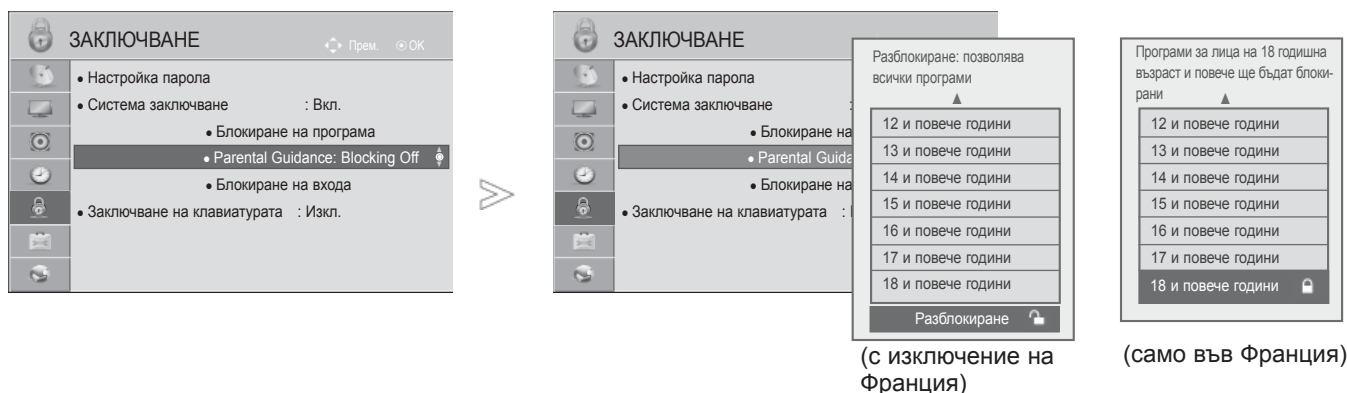 ЗАКЛЮЧВАНЕ
Прем. OK
• Настройка парола
• Система заключване : Вкл.
• Блокиране на програма
• Parental Guidance: Blocking Off
• Блокиране на входа
• Заключване на клавиатурата : Изкл.
ЗАКЛЮЧВАНЕ
• Настройка парола
• Система заключване :
• Блокиране на
• Parental Guida
• Блокиране на
• Заключване на клавиатурата :
Разблокиране: позволява
всички програми
12 и повече години
13 и повече години
14 и повече години
15 и повече години
16 и повече години
17 и повече години
18 и повече години
Разблокиране
(с изключение на
Франция)
Програми за лица на 18 годишна
възраст и повече ще бъдат блоки-
рани
12 и повече години
13 и повече години
14 и повече години
15 и повече години
16 и повече години
17 и повече години
18 и повече години
(само във Франция)